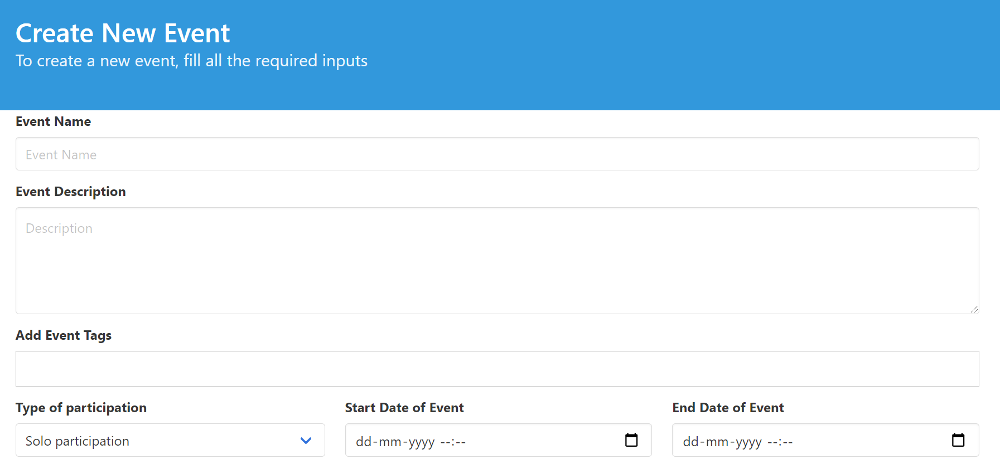 Create New Event
To create a new event, fill all the required inputs
Event Name
Event Name
Event Description
Description
Add Event Tags
Type of participation Start Date of Event End Date of Event
Solo participation dd-mm-yyyy --:-- dd-mm-yyyy --:--